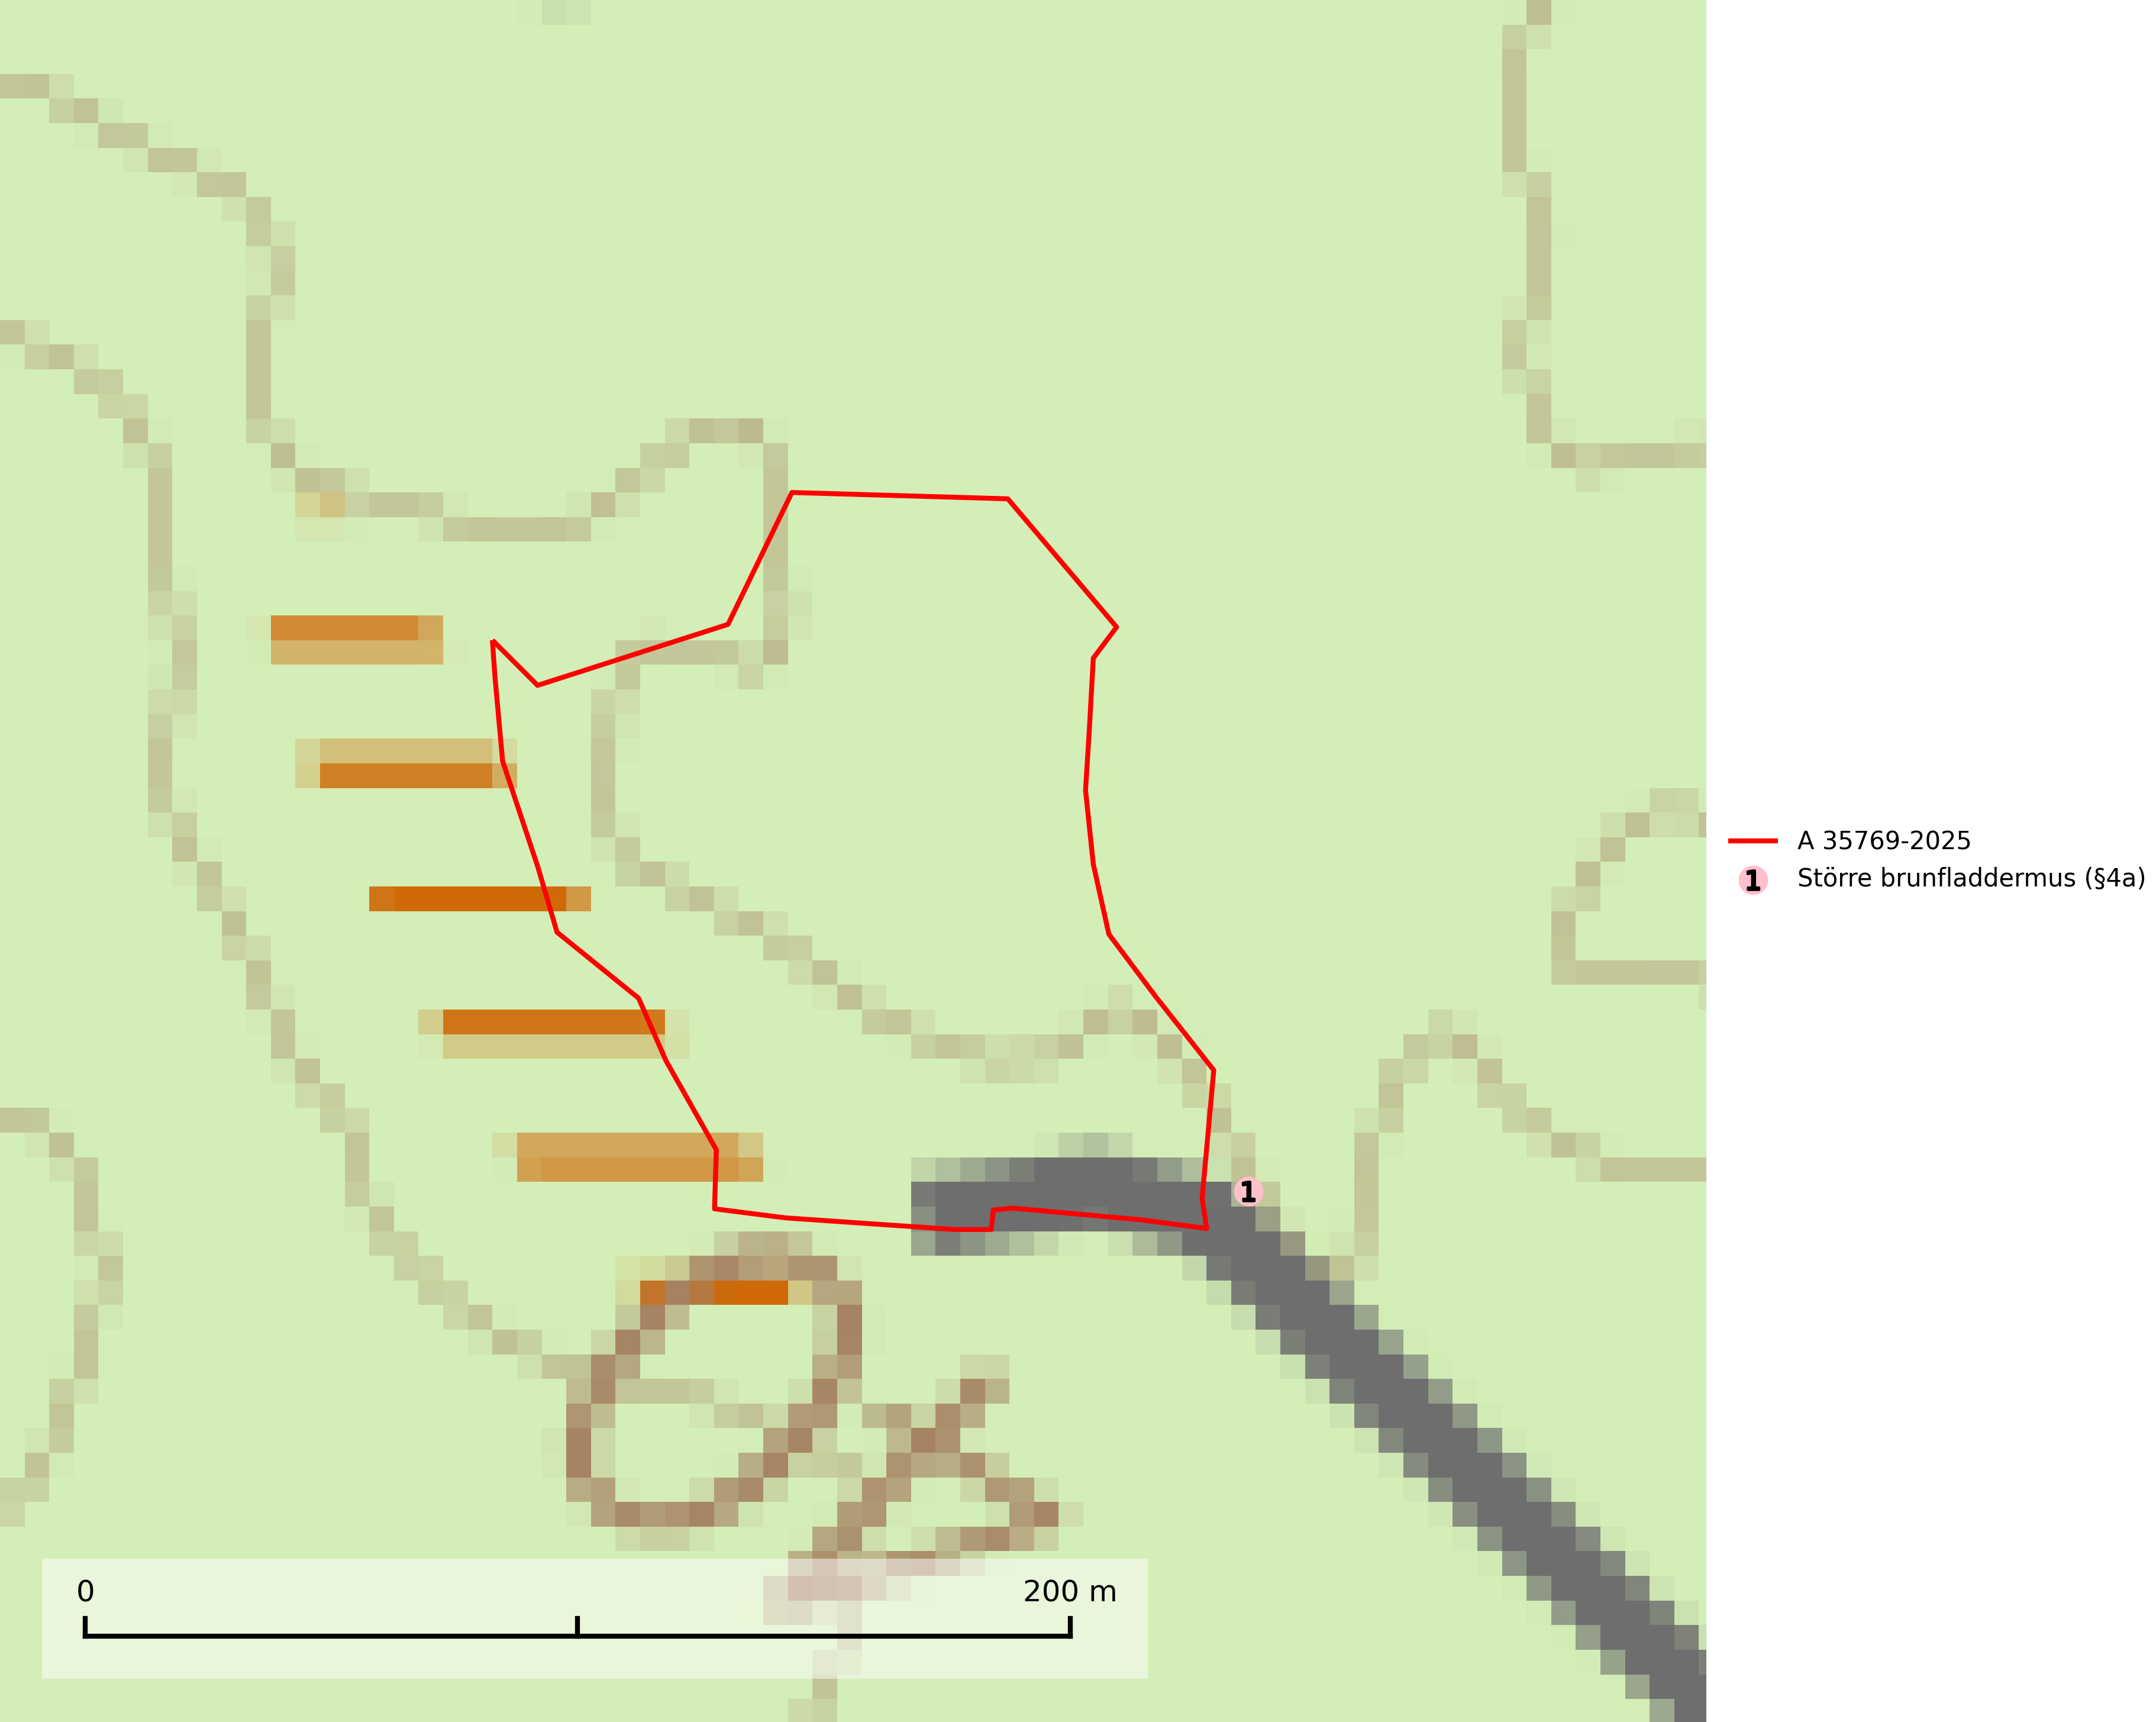 A 35769-2025
1 Större brunfladdermus (§4a)
1
0 200 m